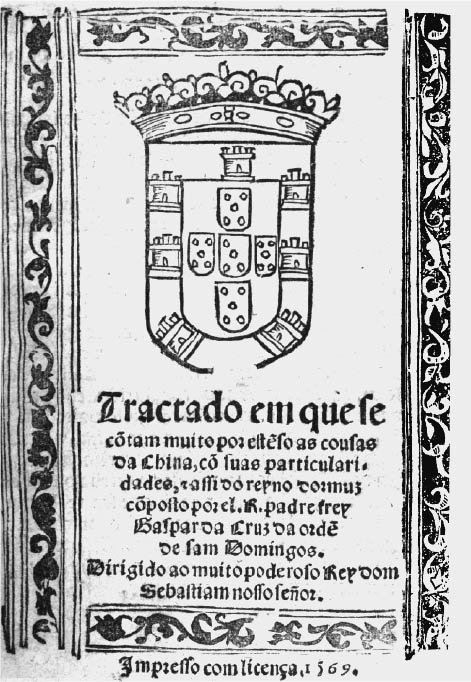 Tractado em que se
cõtam muito por estẽso as cousas
da China, cõ suas particulari-
dades, ⁊ assi do reyno dormuz
cõposto por el. R. padre frey
Gaspar da Cruz da ordẽ
de sam Domingos.
Dirigido ao muito poderoso Rey dom
Sebastiam nosso señor.
Impresso com licença, 1569.